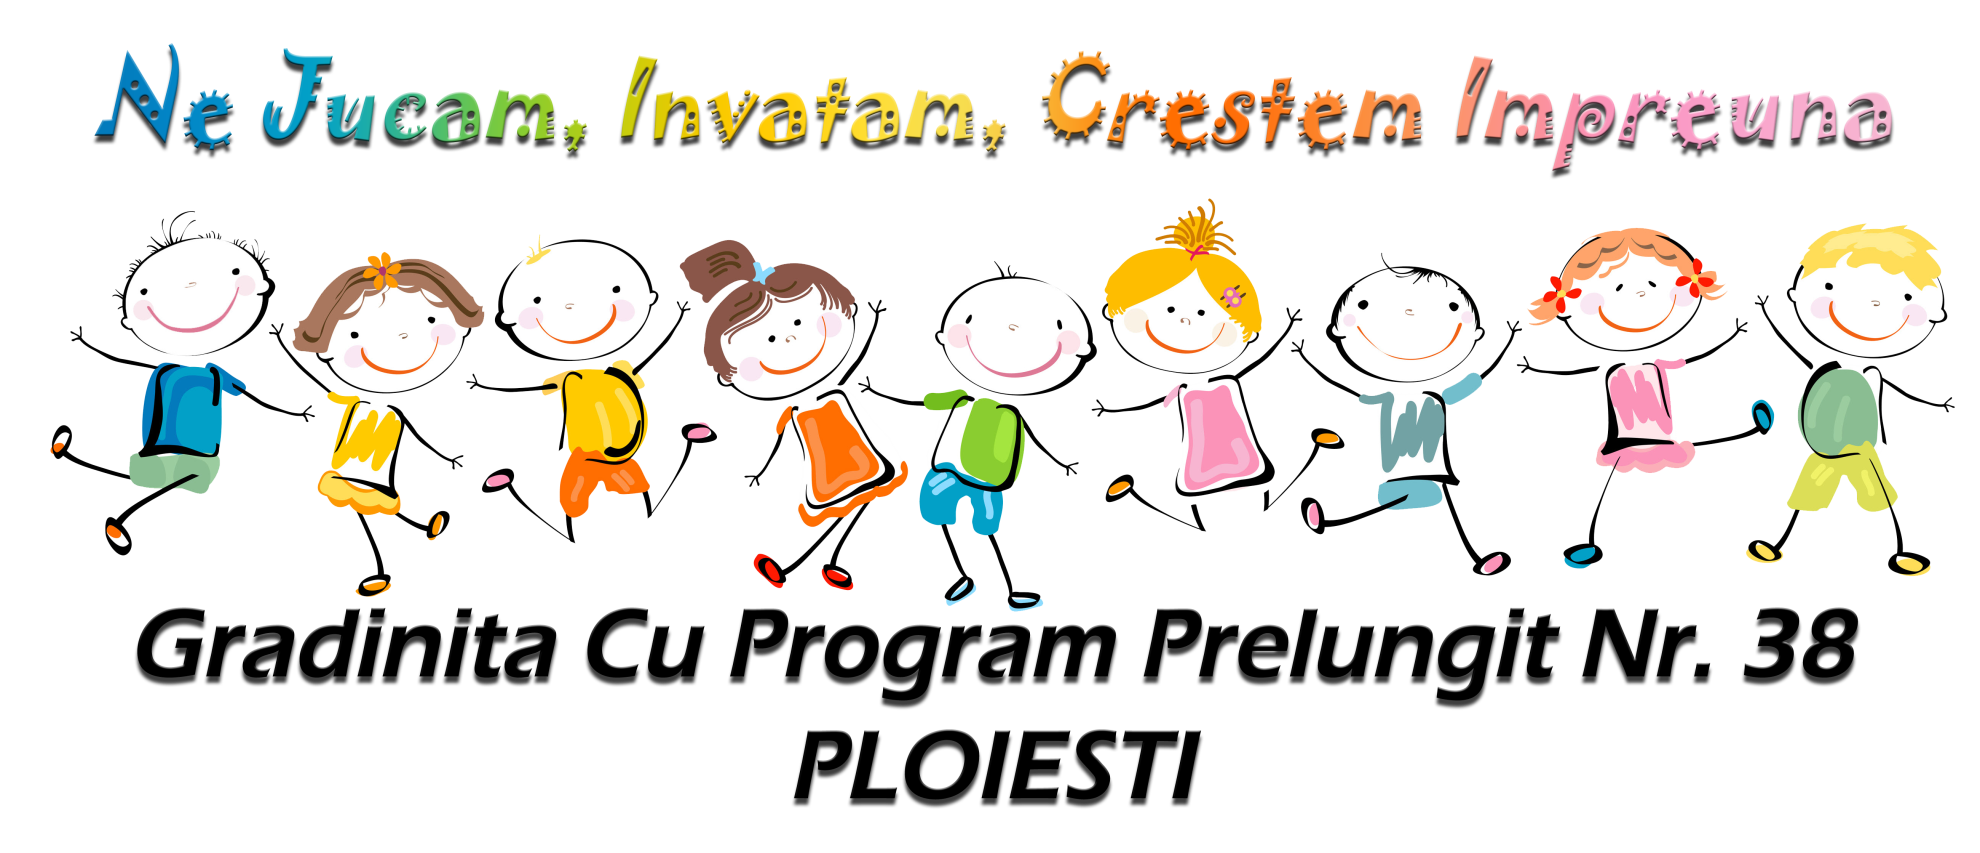 Ne Jucam, Invatam, Crestem Impreuna
Gradinita Cu Program Prelungit Nr. 38
PLOIESTI